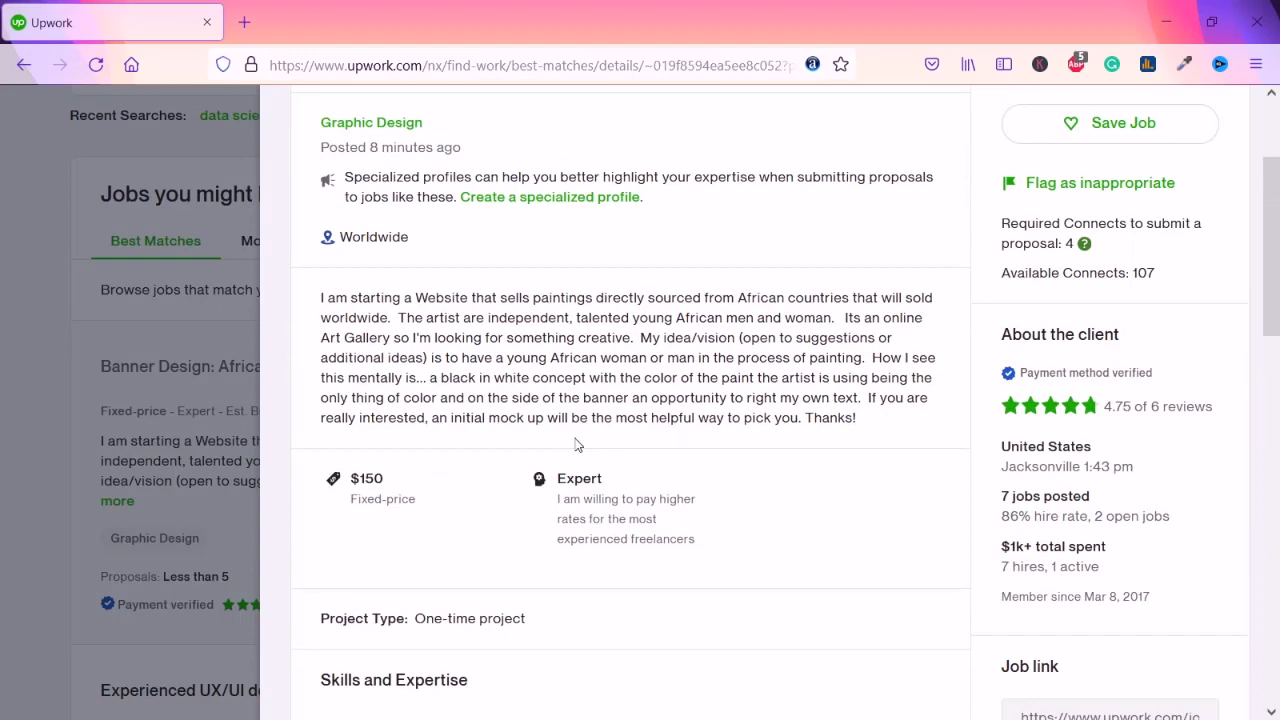 Upwork
https://www.upwork.com/nx/find-work/best-matches/details/~019f8594ea5ee8c052?p
5
Recent Searches: data scie
Jobs you might
Best Matches
Mo
Browse jobs that match y
Banner Design: Africa
Fixed-price - Expert - Est. B
I am starting a Website th
independent, talented yo
idea/vision (open to sugg
more
Graphic Design
Proposals: Less than 5
Payment verified
Experienced UX/UI de
Graphic Design
Posted 8 minutes ago
Specialized profiles can help you better highlight your expertise when submitting proposals
to jobs like these. Create a specialized profile.
Worldwide
I am starting a Website that sells paintings directly sourced from African countries that will sold
worldwide. The artist are independent, talented young African men and woman. Its an online
Art Gallery so I'm looking for something creative. My idea/vision (open to suggestions or
additional ideas) is to have a young African woman or man in the process of painting. How I see
this mentally is... a black in white concept with the color of the paint the artist is using being the
only thing of color and on the side of the banner an opportunity to right my own text. If you are
really interested, an initial mock up will be the most helpful way to pick you. Thanks!
$150
Fixed-price
Expert
I am willing to pay higher
rates for the most
experienced freelancers
Project Type: One-time project
Skills and Expertise
Save Job
Flag as inappropriate
Required Connects to submit a
proposal: 4
Available Connects: 107
About the client
Payment method verified
4.75 of 6 reviews
United States
Jacksonville 1:43 pm
7 jobs posted
86% hire rate, 2 open jobs
$1k+ total spent
7 hires, 1 active
Member since Mar 8, 2017
Job link
https://www.upwork.com/jo